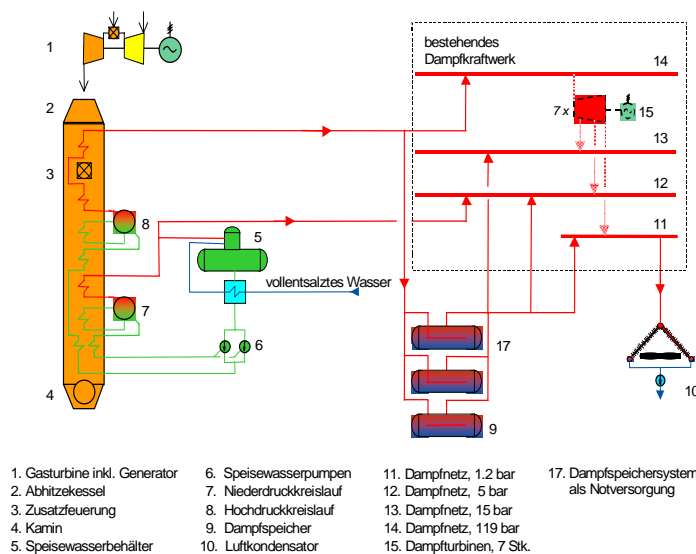 bestehendes
Dampfkraftwerk
1
14
2
7 x
15
13
3
12
8
11
5
vollentsalztes Wasser
7
6
17
4
9
10
1. Gasturbine inkl. Generator
2. Abhitzekessel
3. Zusatzfeuerung
4. Kamin
5. Speisewasserbehälter
6. Speisewasserpumpen
7. Niederdruckkreislauf
8. Hochdruckkreislauf
9. Dampfspeicher
10. Luftkondensator
11. Dampfnetz, 1.2 bar
12. Dampfnetz, 5 bar
13. Dampfnetz, 15 bar
14. Dampfnetz, 119 bar
15. Dampfturbinen, 7 Stk.
17. Dampfspeichersystem
als Notversorgung